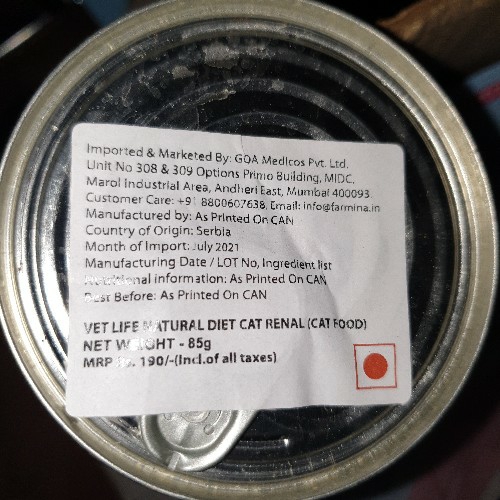 Imported & Marketed By: GOA Medicos Pvt. Ltd.
Unit No 308 & 309 Options Primo Building, MIDC,
Marol Industrial Area, Andheri East, Mumbai 400093
Customer Care: +91 8800607638, Email: info@farmina.in
Manufactured by: As Printed On CAN
Country of Origin: Serbia
Month of Import: July 2021
Manufacturing Date / LOT No, Ingredient list
Nutritional information: As Printed On CAN
Best Before: As Printed On CAN
VET LIFE NATURAL DIET CAT RENAL (CAT FOOD)
NET WEIGHT - 85g
MRP 190/-(Incl.of all taxes)